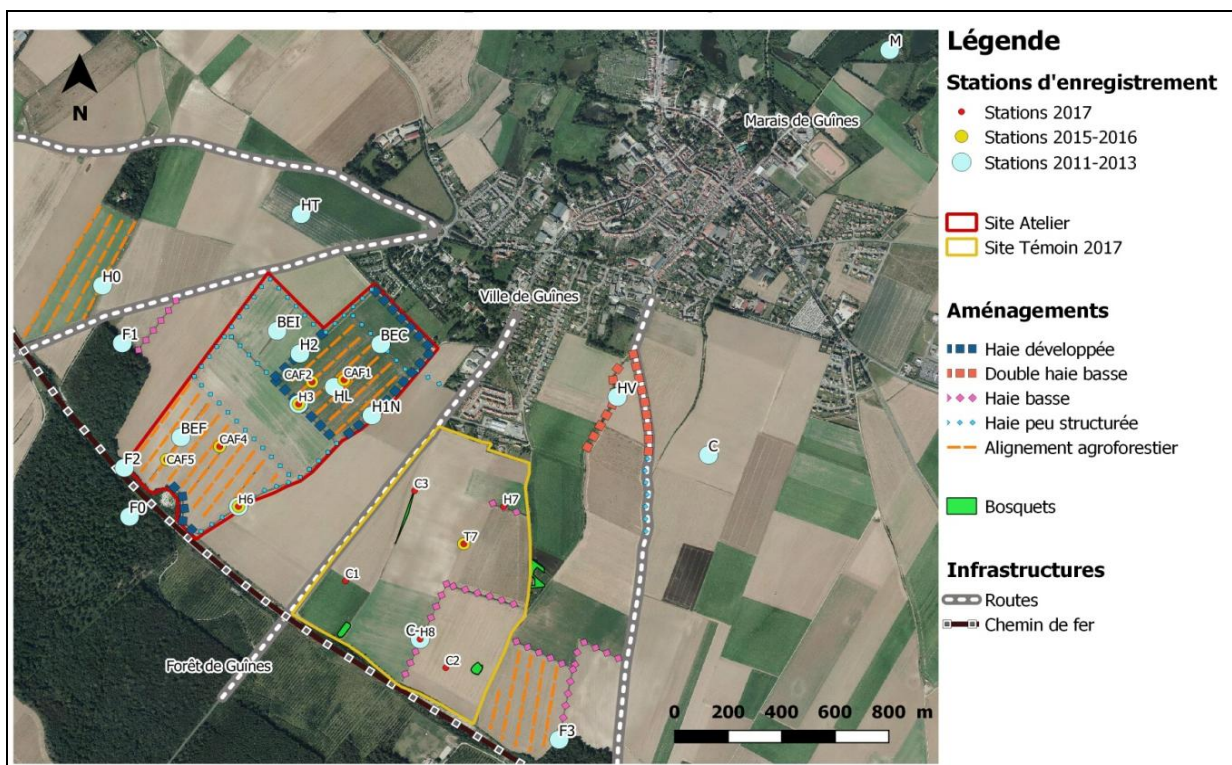 M
Marais de Guînes
HT
H0
Ville de Guînes
F1
BEI
H2
BEC
CAF2
CAF1
H3
HL
H1N
HV
BEF
CAF4
CAF5
C
F2
F0
H6
C3
H7
T7
C1
C-H8
C2
Forêt de Guînes
F3
N
0 200 400 600 800 m
Légende
Stations d'enregistrement
Stations 2017
Stations 2015-2016
Stations 2011-2013
Site Atelier
Site Témoin 2017
Aménagements
Haie développée
Double haie basse
Haie basse
Haie peu structurée
Alignement agroforestier
Bosquets
Infrastructures
Routes
Chemin de fer